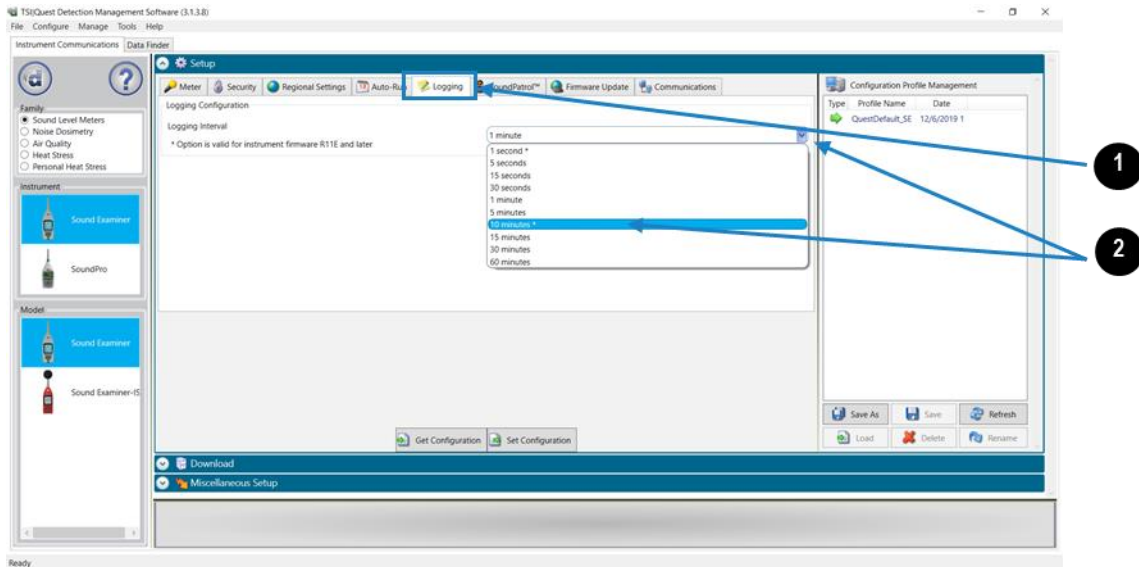 TSI|Quest Detection Management Software (3.1.3.8)
File Configure Manage Tools Help
Instrument Communications Data Finder
Setup
Meter Security Regional Settings Auto-Run Logging SoundPatrol™ Firmware Update Communications
Logging Configuration
Logging Interval
* Option is valid for instrument firmware R11E and later
1 minute
1 second *
5 seconds
15 seconds
30 seconds
1 minute
5 minutes
10 minutes *
15 minutes
30 minutes
60 minutes
Get Configuration Set Configuration
Download
Miscellaneous Setup
Family
Sound Level Meters
Noise Dosimetry
Air Quality
Heat Stress
Personal Heat Stress
Instrument
Sound Examiner
SoundPro
Model
Sound Examiner
Sound Examiner-IS
Configuration Profile Management
Type Profile Name Date
QuestDefault_SE 12/6/2019 1
Save As Save Refresh
Load Delete Rename
Ready
1
2